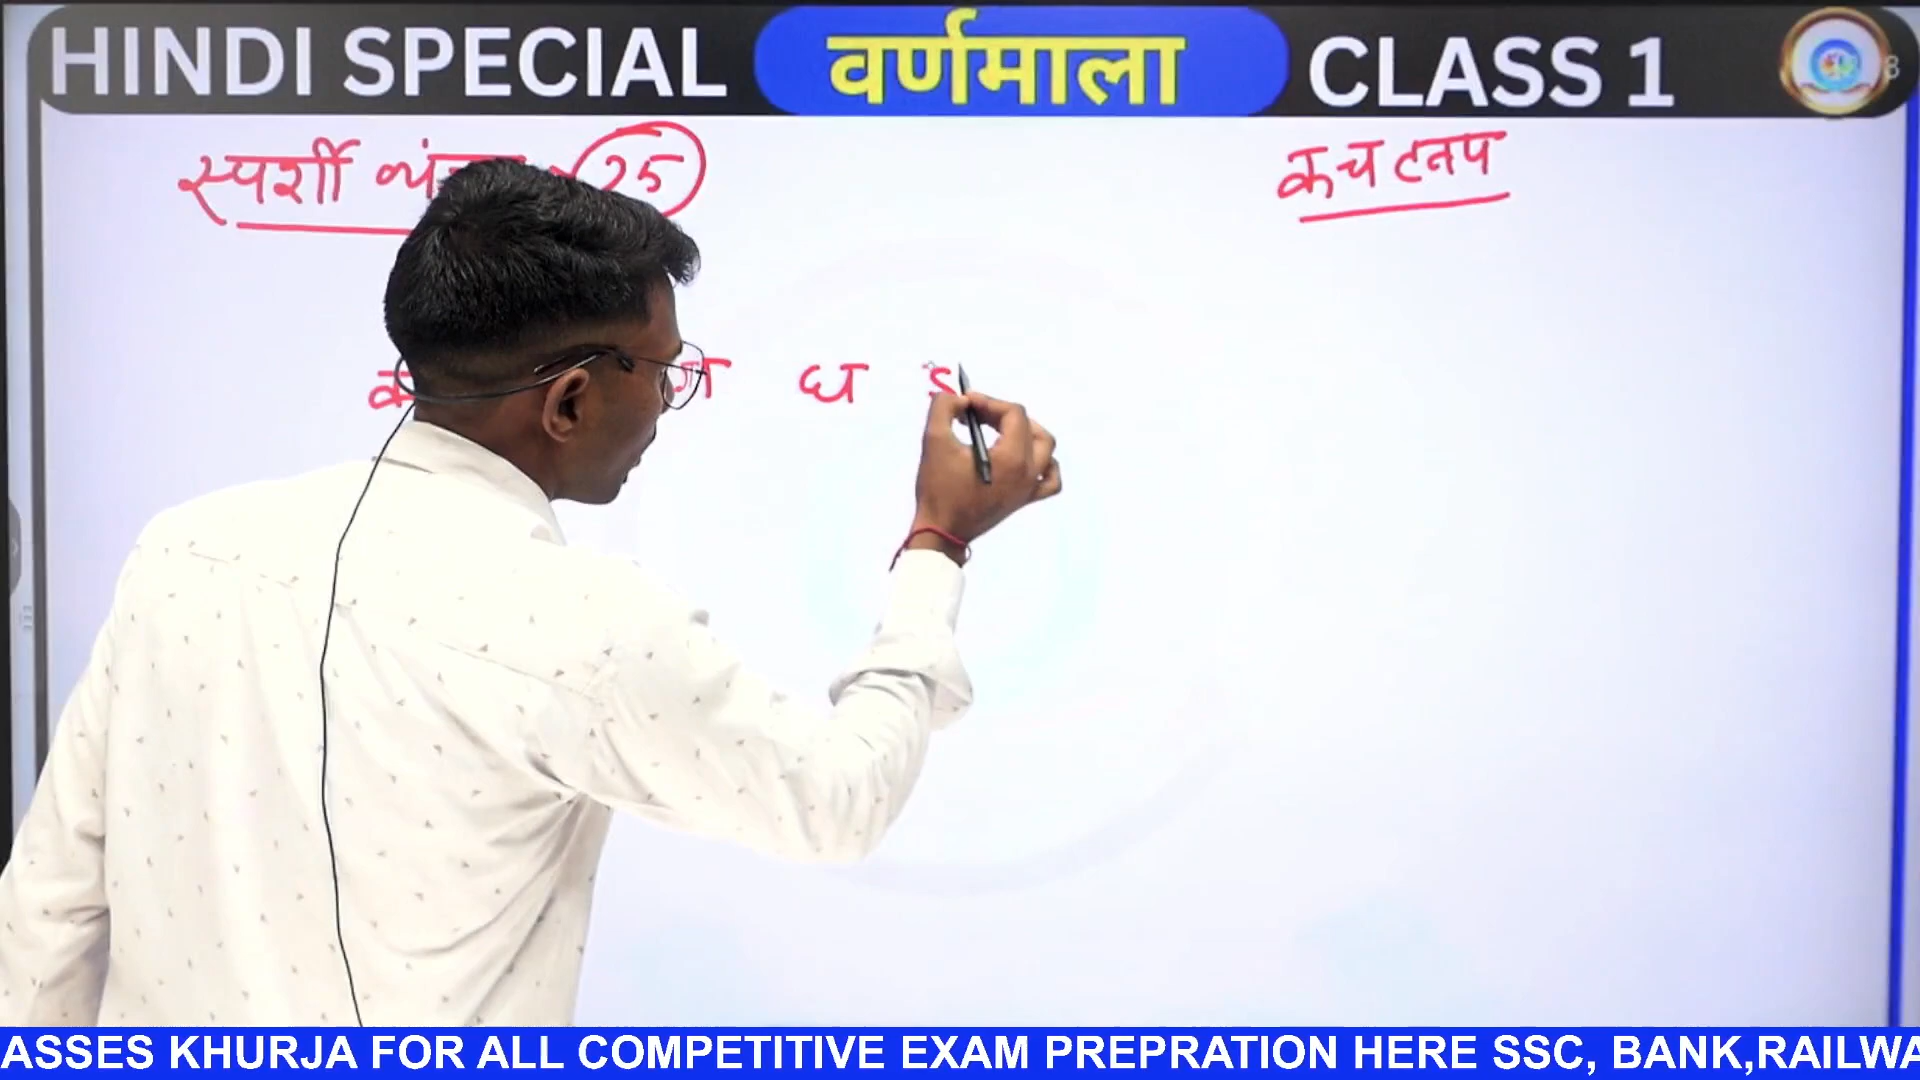 HINDI SPECIAL वर्णमाला CLASS 1
स्पर्शी 25
क च ट त प
क ग घ ङ
ASSES KHURJA FOR ALL COMPETITIVE EXAM PREPRATION HERE SSC, BANK,RAILWA